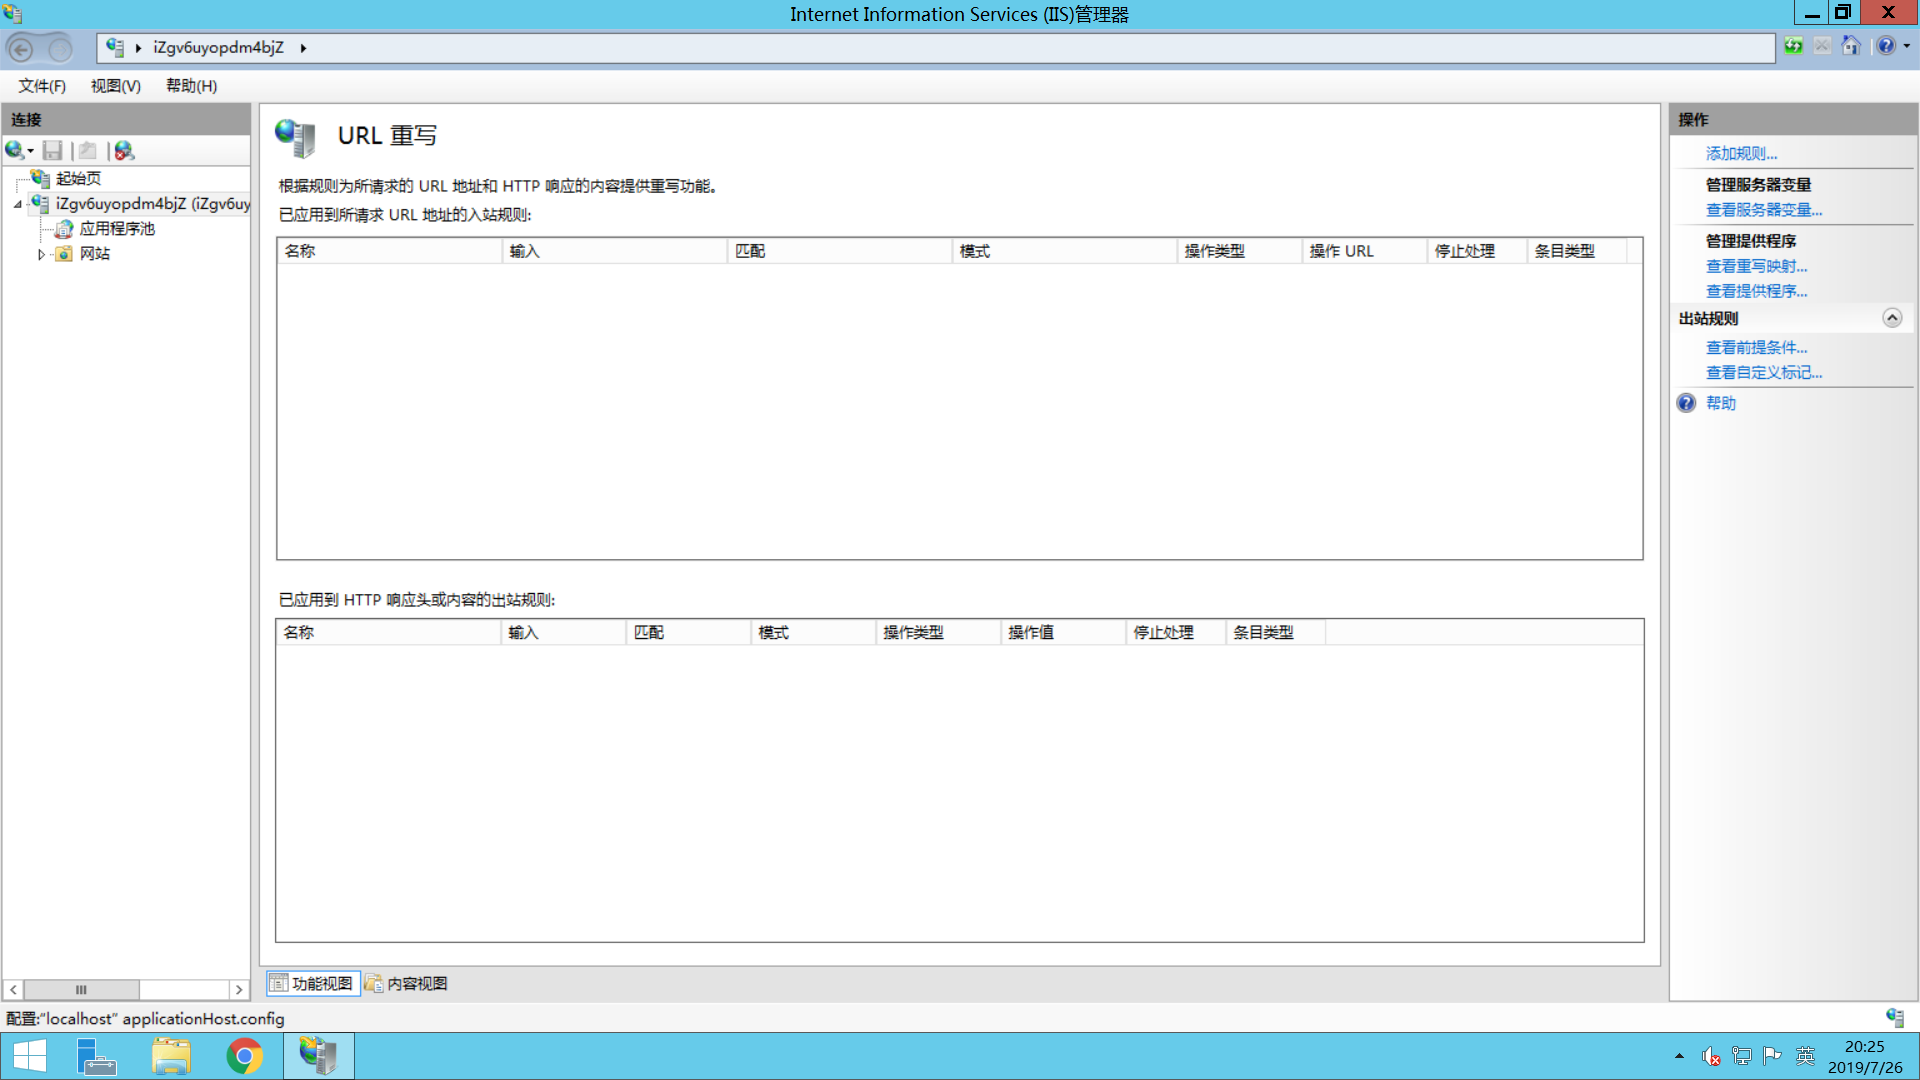 Internet Information Services (IIS)管理器
iZgv6uyopdm4bjZ
文件(F) 视图(V) 帮助(H)
连接
起始页
iZgv6uyopdm4bjZ (iZgv6uy
应用程序池
网站
URL 重写
根据规则为所请求的 URL 地址和 HTTP 响应的内容提供重写功能。
已应用到所请求 URL 地址的入站规则:
名称 输入 匹配 模式 操作类型 操作 URL 停止处理 条目类型
已应用到 HTTP 响应头或内容的出站规则:
名称 输入 匹配 模式 操作类型 操作值 停止处理 条目类型
功能视图 内容视图
操作
添加规则...
管理服务器变量
查看服务器变量...
管理提供程序
查看重写映射...
查看提供程序...
出站规则
查看前提条件...
查看自定义标记...
帮助
配置:"localhost" applicationHost.config
英
20:25
2019/7/26